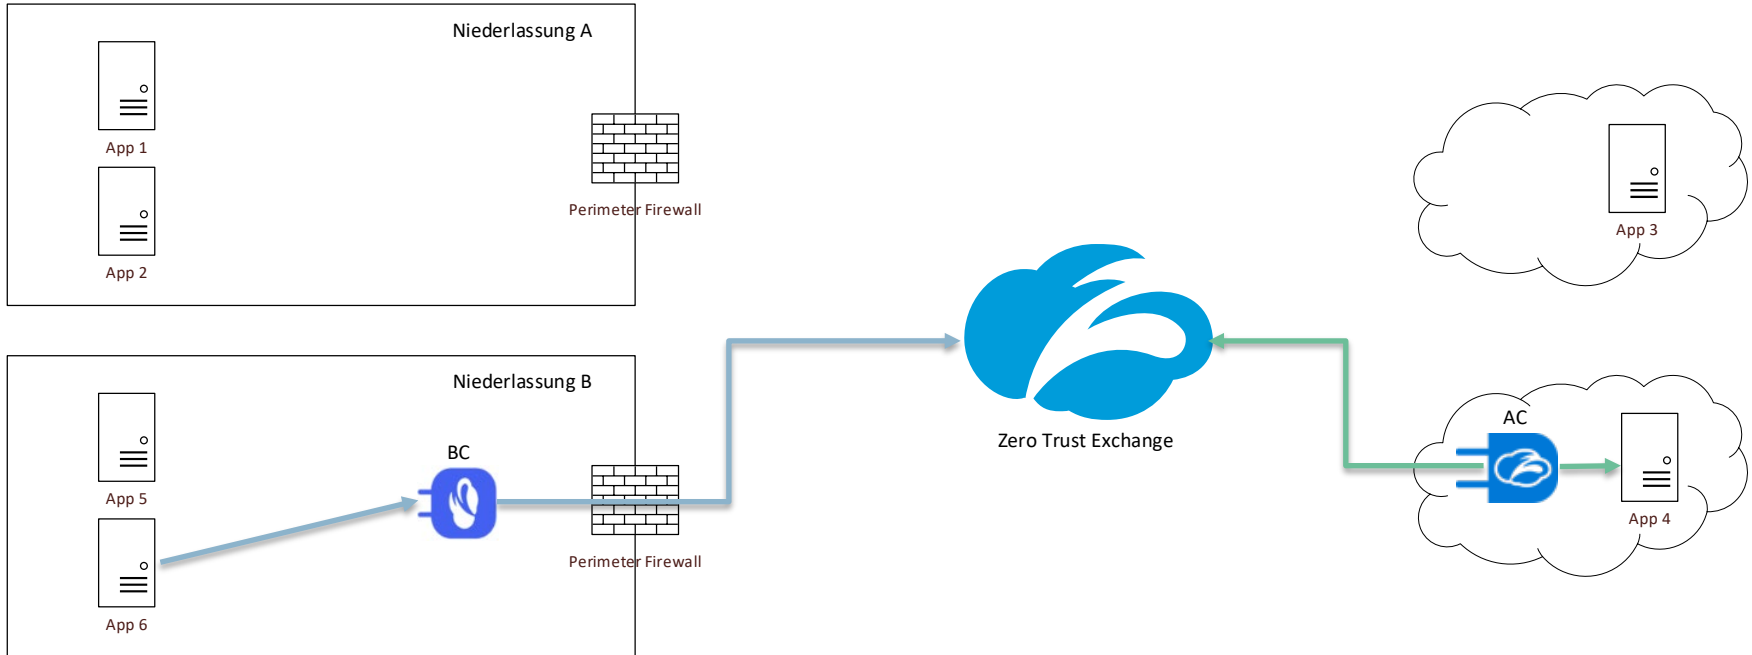 Niederlassung A
App 1
App 2
Perimeter Firewall
App 3
Zero Trust Exchange
Niederlassung B
App 5
BC
App 6
Perimeter Firewall
AC
App 4